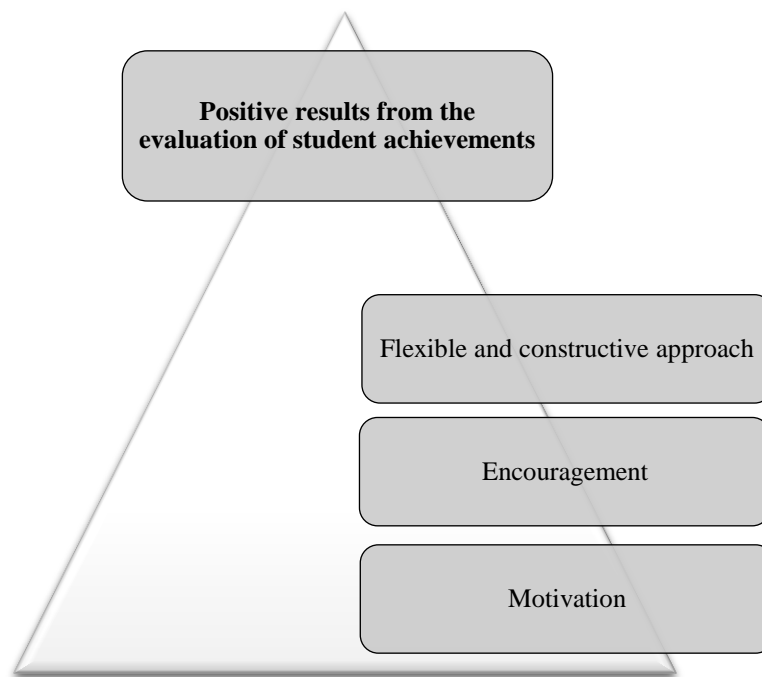 Positive results from the
evaluation of student achievements
Flexible and constructive approach
Encouragement
Motivation